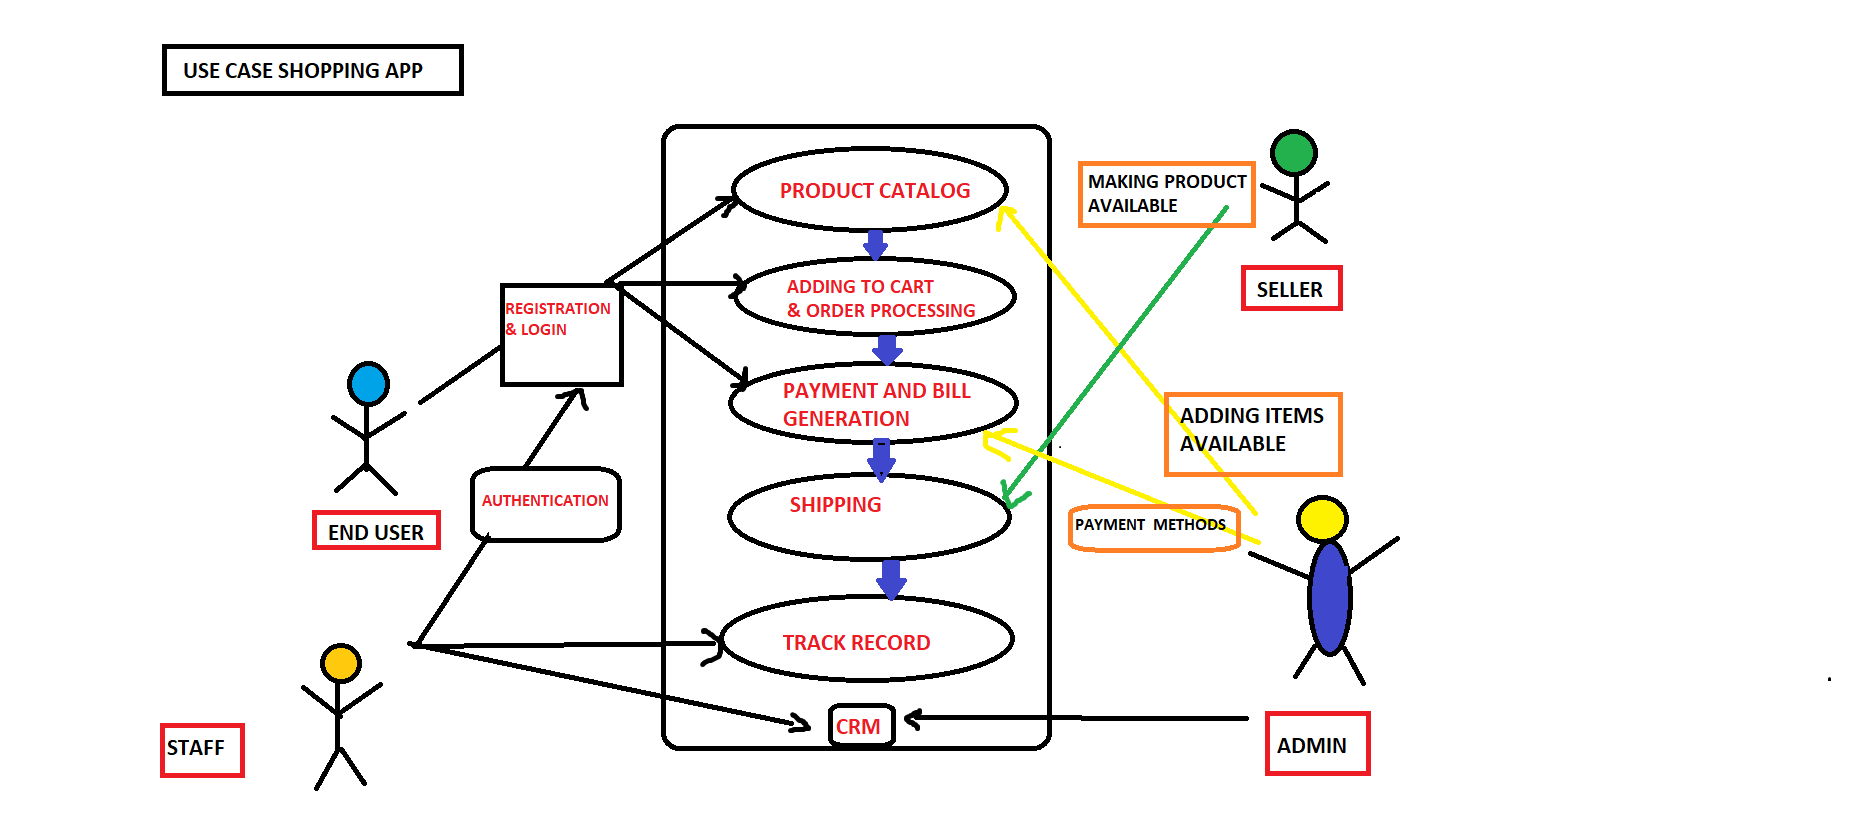 USE CASE SHOPPING APP
PRODUCT CATALOG
MAKING PRODUCT
AVAILABLE
SELLER
ADDING TO CART
& ORDER PROCESSING
REGISTRATION
& LOGIN
PAYMENT AND BILL
GENERATION
ADDING ITEMS
AVAILABLE
AUTHENTICATION
SHIPPING
PAYMENT METHODS
END USER
TRACK RECORD
STAFF
CRM
ADMIN